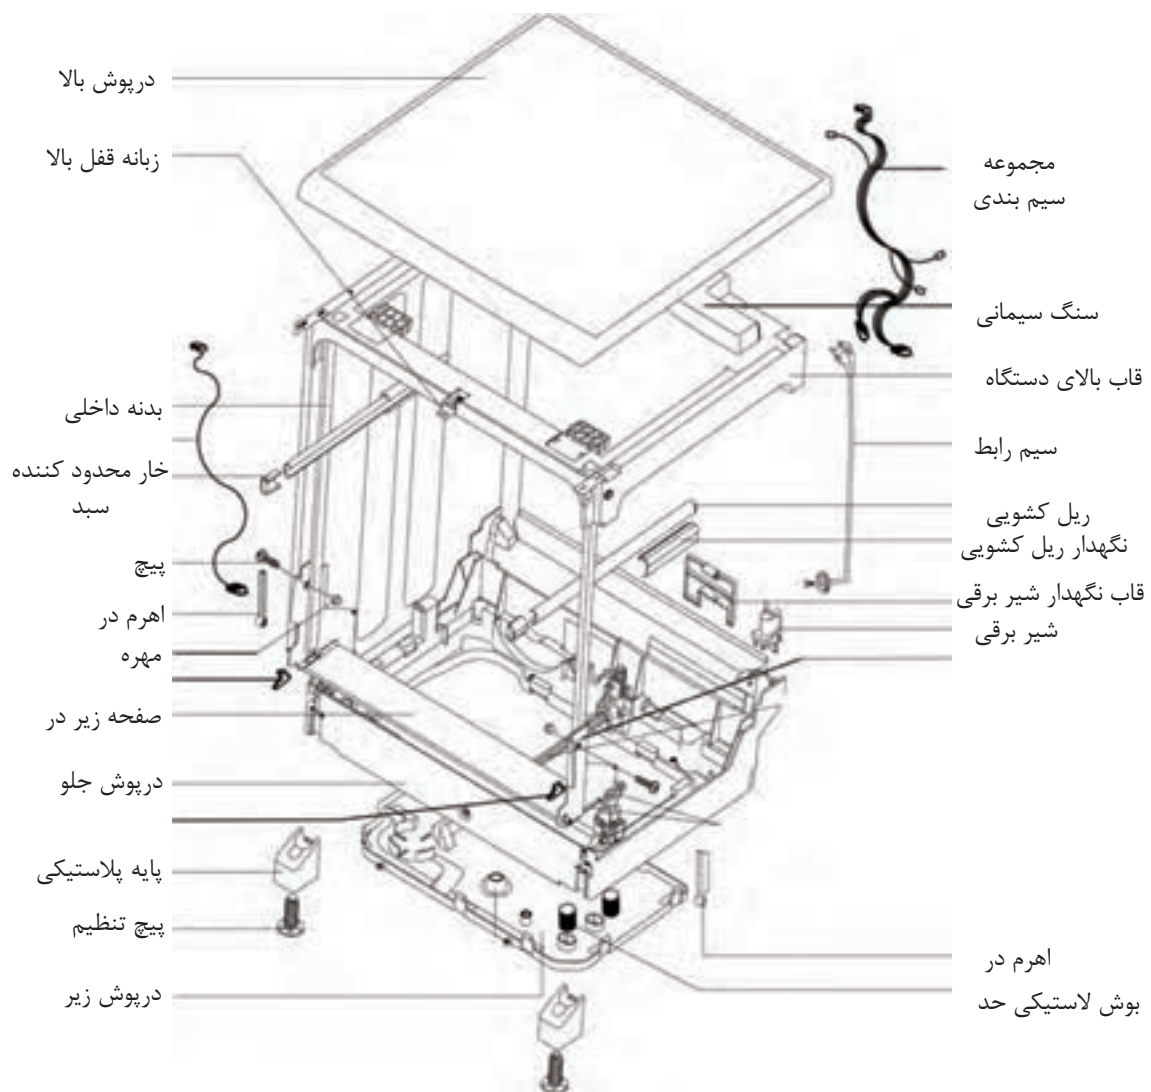 درپوش بالا
زبانه قفل بالا
مجموعه
سیم بندی
سنگ سیمانی
قاب بالای دستگاه
بدنه داخلی
سیم رابط
خار محدود کننده
سبد
ریل کشویی
نگهدار ریل کشویی
پیچ
قاب نگهدار شیر برقی
اهرم در
شیر برقی
مهره
صفحه زیر در
درپوش جلو
پایه پلاستیکی
پیچ تنظیم
اهرم در
درپوش زیر
بوش لاستیکی حد